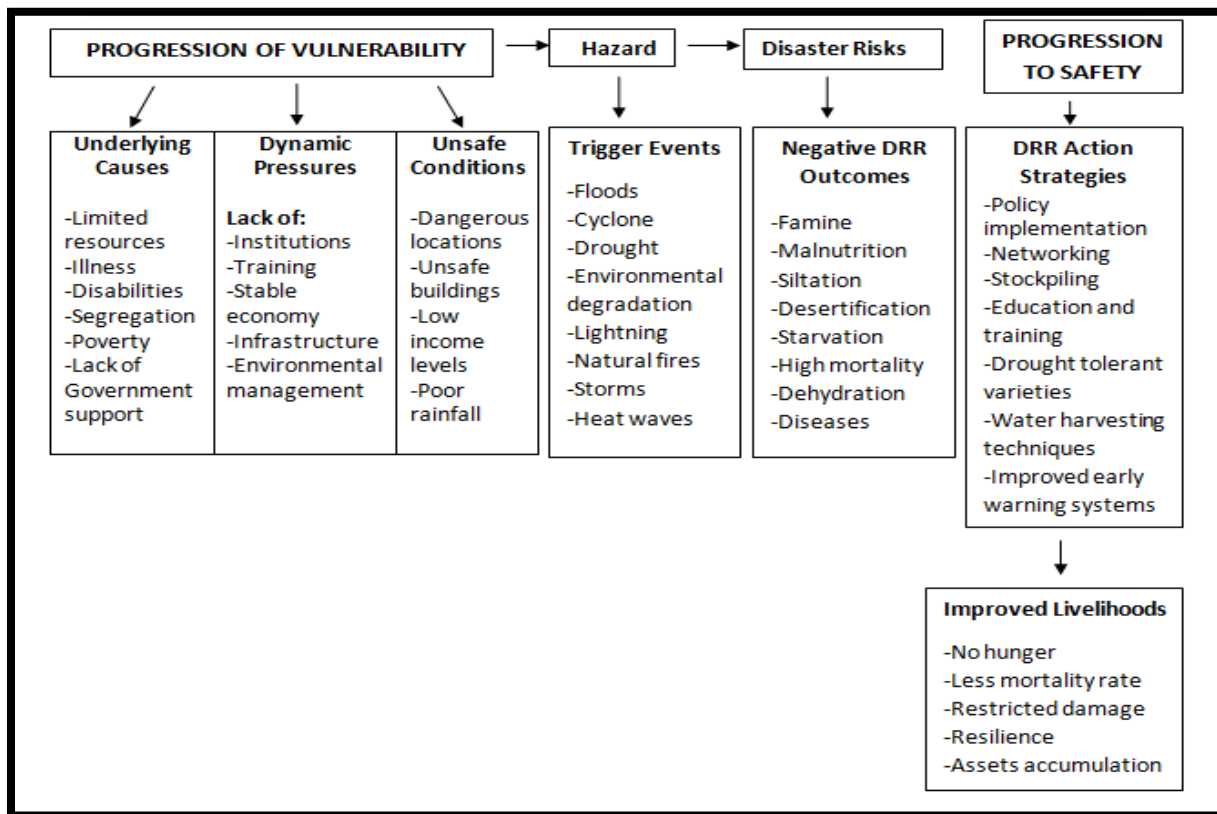 PROGRESSION OF VULNERABILITY
Hazard
Disaster Risks
PROGRESSION
TO SAFETY
Underlying
Causes
-Limited
resources
-Illness
-Disabilities
-Segregation
-Poverty
-Lack of
Government
support
Dynamic
Pressures
Lack of:
-Institutions
-Training
-Stable
economy
-Infrastructure
-Environmental
management
Unsafe
Conditions
-Dangerous
locations
-Unsafe
buildings
-Low
income
levels
-Poor
rainfall
Trigger Events
-Floods
-Cyclone
-Drought
-Environmental
degradation
-Lightning
-Natural fires
-Storms
-Heat waves
Negative DRR
Outcomes
-Famine
-Malnutrition
-Siltation
-Desertification
-Starvation
-High mortality
-Dehydration
-Diseases
DRR Action
Strategies
-Policy
implementation
-Networking
-Stockpiling
-Education and
training
-Drought tolerant
varieties
-Water harvesting
techniques
-Improved early
warning systems
Improved Livelihoods
-No hunger
-Less mortality rate
-Restricted damage
-Resilience
-Assets accumulation